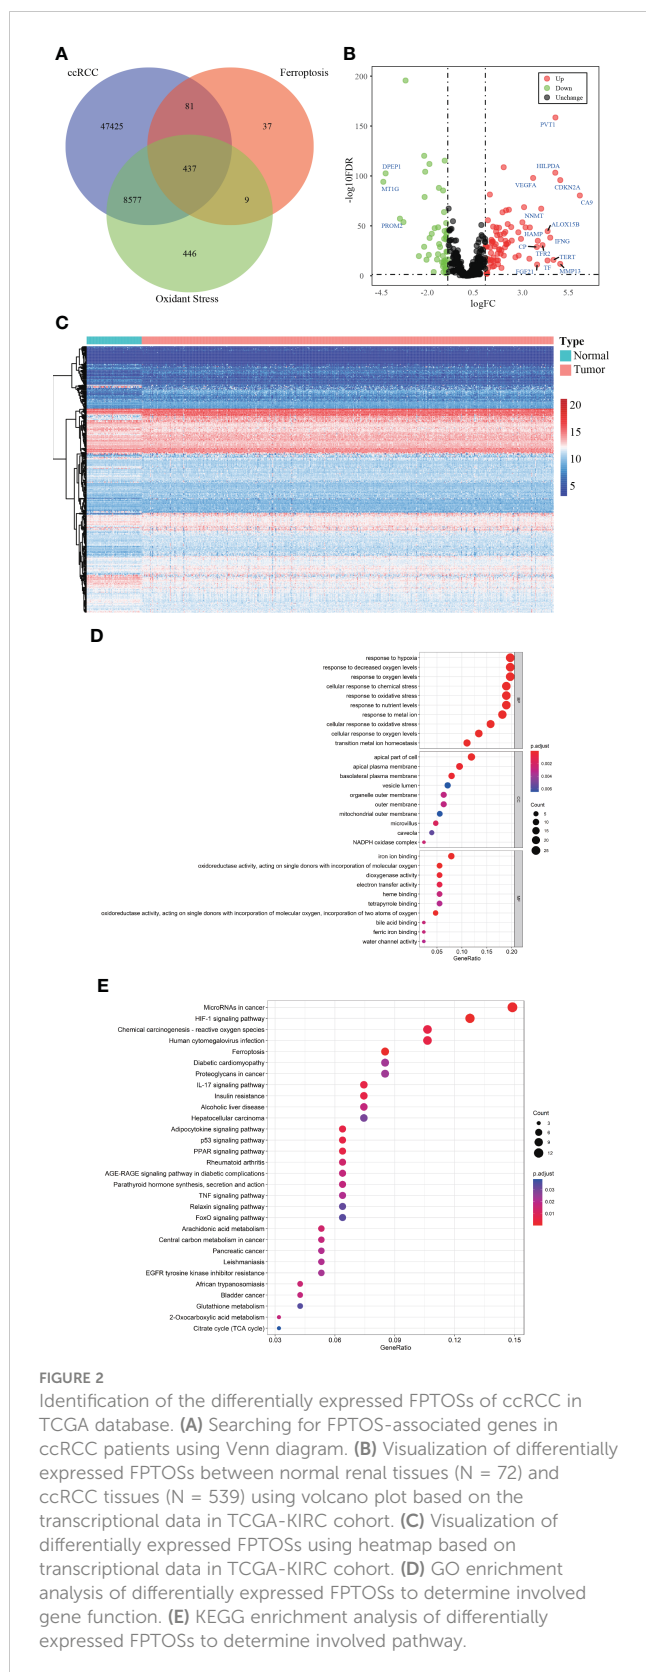 A
ccRCC
Ferroptosis
81
47425
37
437
8577
9
446
Oxidant Stress
B
200
150
100
50
0
-log10FDR
Up
Down
Unchange
PVT1
DPEP1
MT1G
PROM2
HILPDA
VEGFA
CDKN2A
CA9
NNMT
ALOX15B
HAMP
IFNG
CP
TFR2
TERT
FGF21
TF
MMP13
-4.5
-2.0
0.5
3.0
5.5
logFC
C
Type
Normal
Tumor
20
15
10
5
D
response to hypoxia
response to decreased oxygen levels
response to oxygen levels
cellular response to chemical stress
response to oxidative stress
response to nutrient levels
response to metal ion
cellular response to oxidative stress
cellular response to oxygen levels
transition metal ion homeostasis
BP
apical part of cell
apical plasma membrane
basolateral plasma membrane
vesicle lumen
organelle outer membrane
outer membrane
mitochondrial outer membrane
microvillus
caveola
NADPH oxidase complex
CC
iron ion binding
oxidoreductase activity, acting on single donors with incorporation of molecular oxygen
dioxygenase activity
electron transfer activity
heme binding
tetrapyrrole binding
oxidoreductase activity, acting on single donors with incorporation of molecular oxygen, incorporation of two atoms of oxygen
bile acid binding
ferric iron binding
water channel activity
MF
0.05
0.10
0.15
0.20
GeneRatio
p.adjust
0.002
0.004
0.006
Count
5
10
15
20
25
E
MicroRNAs in cancer
HIF-1 signaling pathway
Chemical carcinogenesis - reactive oxygen species
Human cytomegalovirus infection
Ferroptosis
Diabetic cardiomyopathy
Proteoglycans in cancer
IL-17 signaling pathway
Insulin resistance
Alcoholic liver disease
Hepatocellular carcinoma
Adipocytokine signaling pathway
p53 signaling pathway
PPAR signaling pathway
Rheumatoid arthritis
AGE-RAGE signaling pathway in diabetic complications
Parathyroid hormone synthesis, secretion and action
TNF signaling pathway
Relaxin signaling pathway
FoxO signaling pathway
Arachidonic acid metabolism
Central carbon metabolism in cancer
Pancreatic cancer
Leishmaniasis
EGFR tyrosine kinase inhibitor resistance
African trypanosomiasis
Bladder cancer
Glutathione metabolism
2-Oxocarboxylic acid metabolism
Citrate cycle (TCA cycle)
0.03
0.06
0.09
0.12
0.15
GeneRatio
Count
3
6
9
12
p.adjust
0.03
0.02
0.01
FIGURE 2
Identification of the differentially expressed FPTOSs of ccRCC in
TCGA database. (A) Searching for FPTOS-associated genes in
ccRCC patients using Venn diagram. (B) Visualization of differentially
expressed FPTOSs between normal renal tissues (N = 72) and
ccRCC tissues (N = 539) using volcano plot based on the
transcriptional data in TCGA-KIRC cohort. (C) Visualization of
differentially expressed FPTOSs using heatmap based on
transcriptional data in TCGA-KIRC cohort. (D) GO enrichment
analysis of differentially expressed FPTOSs to determine involved
gene function. (E) KEGG enrichment analysis of differentially
expressed FPTOSs to determine involved pathway.